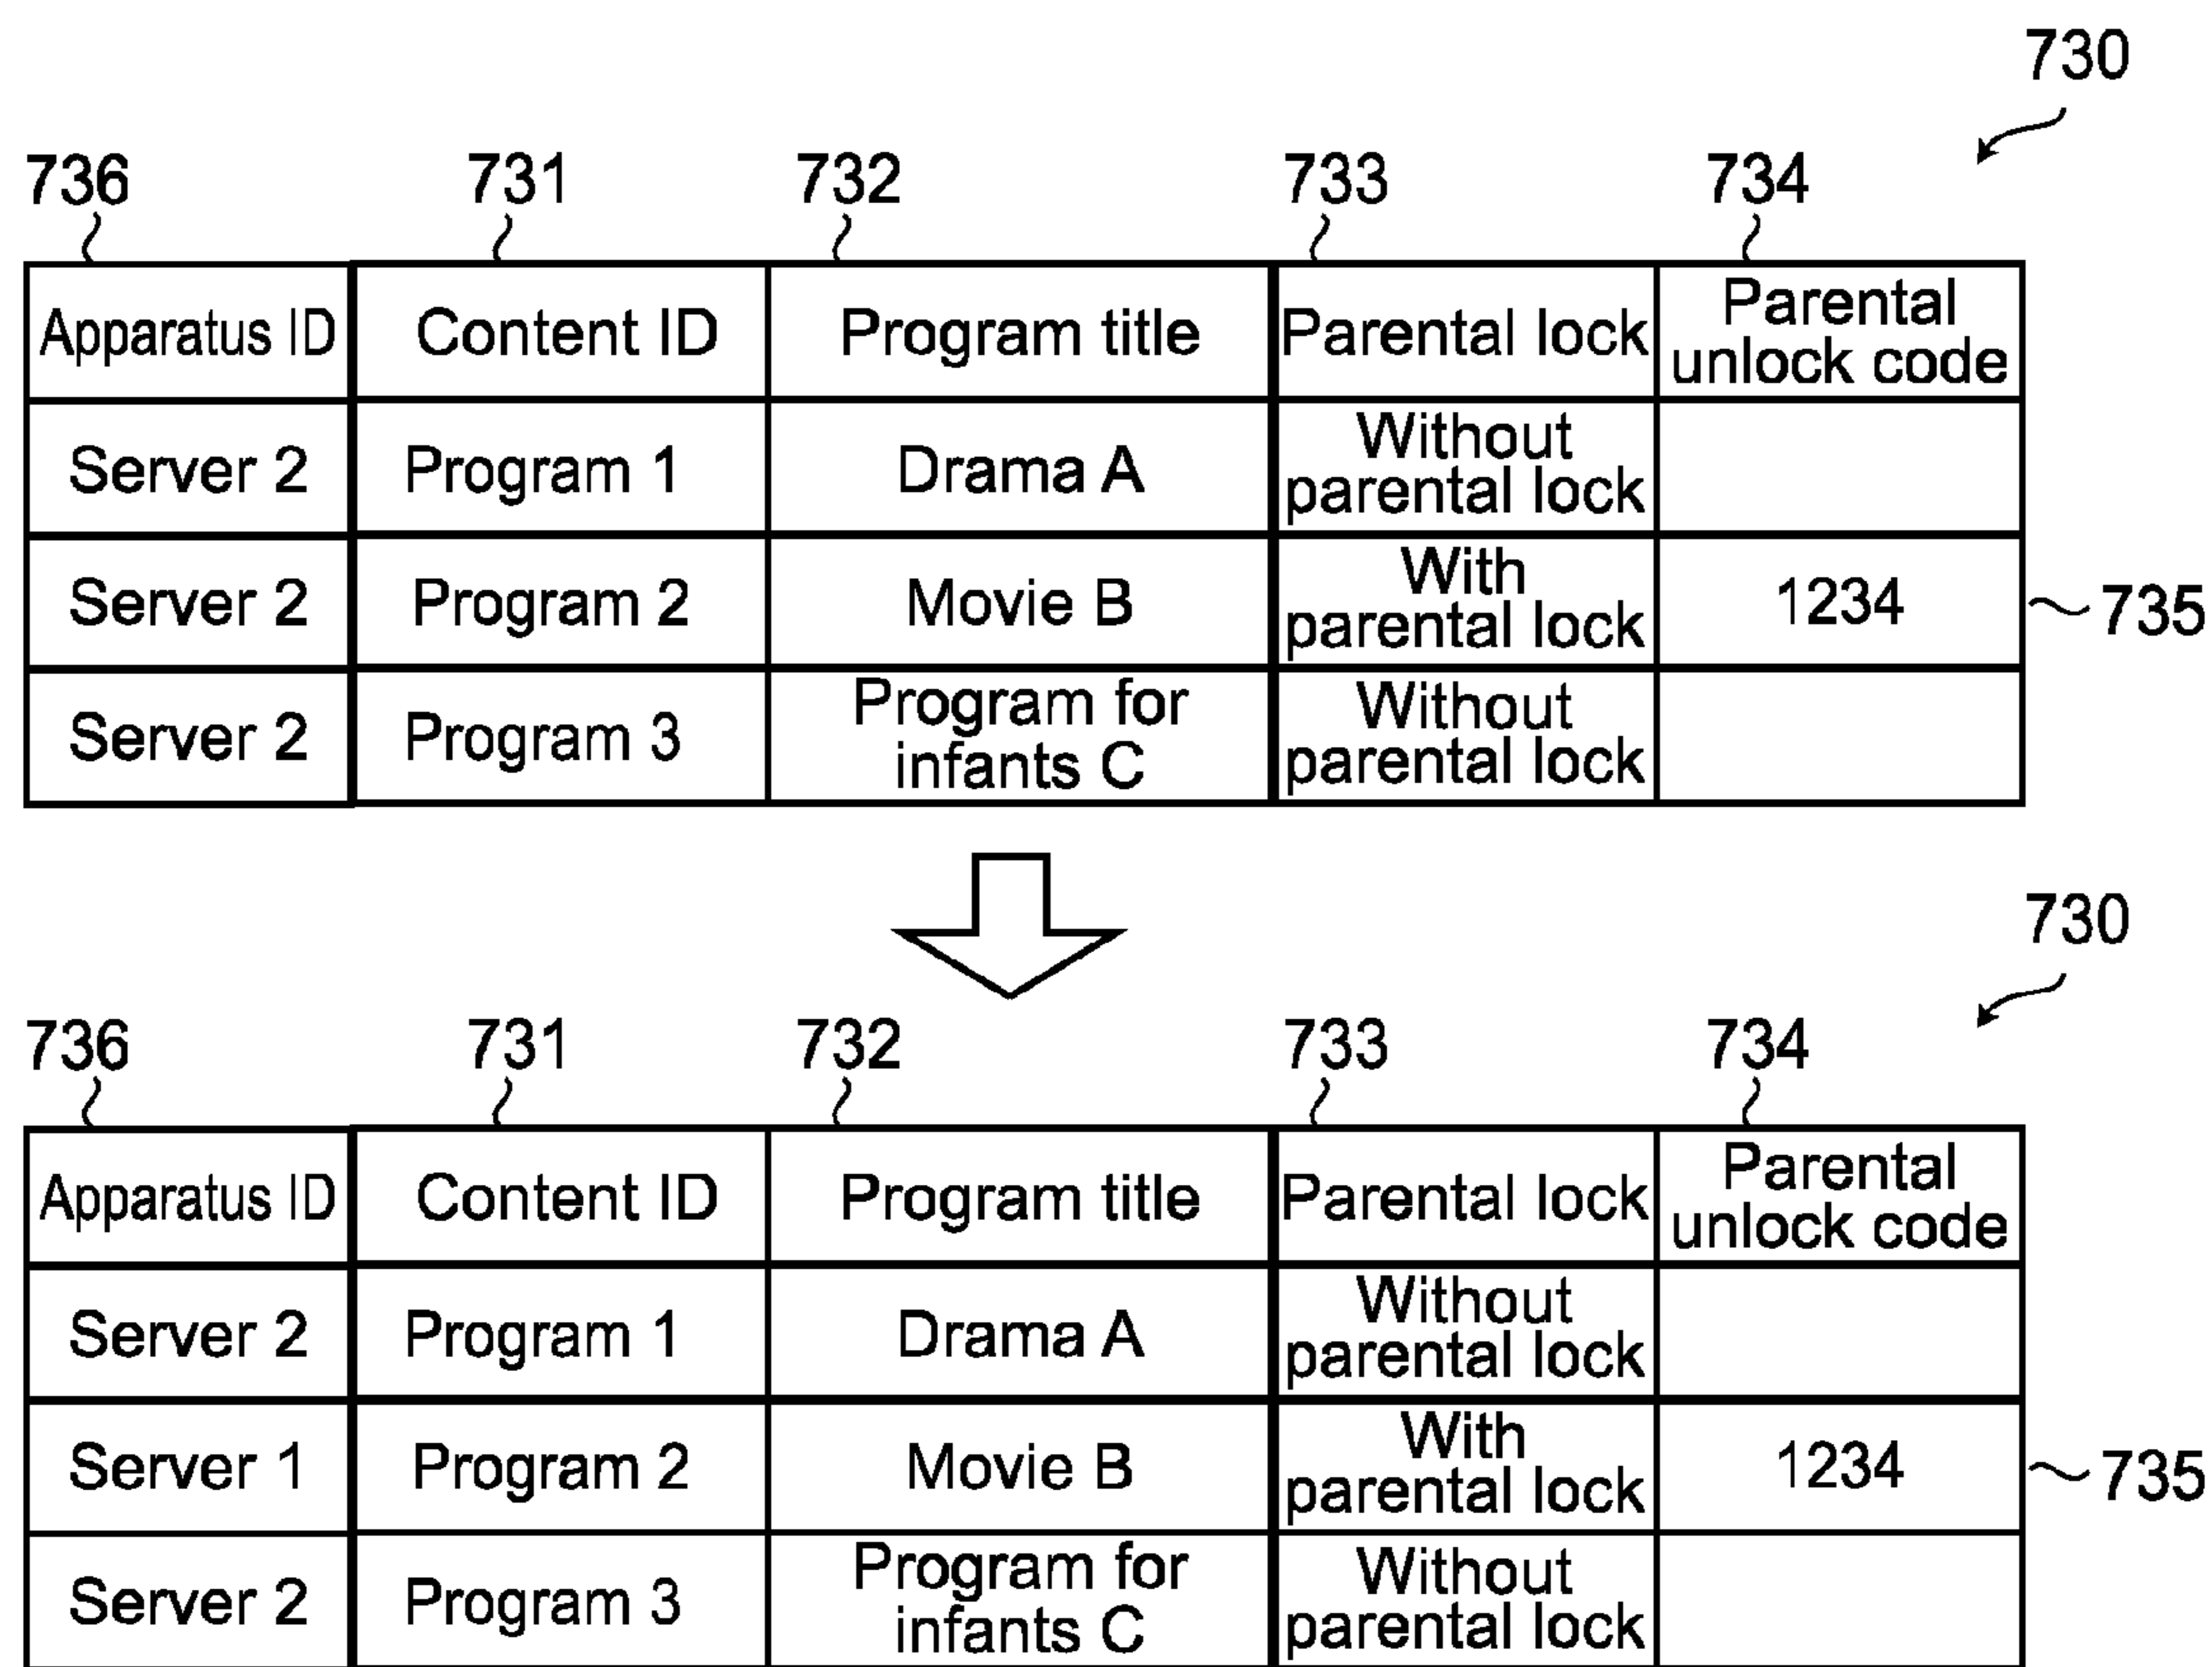 730
736 731 732 733 734
Apparatus ID Content ID Program title Parental lock Parental
unlock code
Server 2 Program 1 Drama A Without
parental lock
Server 2 Program 2 Movie B With
parental lock 1234 735
Server 2 Program 3 Program for
infants C Without
parental lock
730
736 731 732 733 734
Apparatus ID Content ID Program title Parental lock Parental
unlock code
Server 2 Program 1 Drama A Without
parental lock
Server 1 Program 2 Movie B With
parental lock 1234 735
Server 2 Program 3 Program for
infants C Without
parental lock